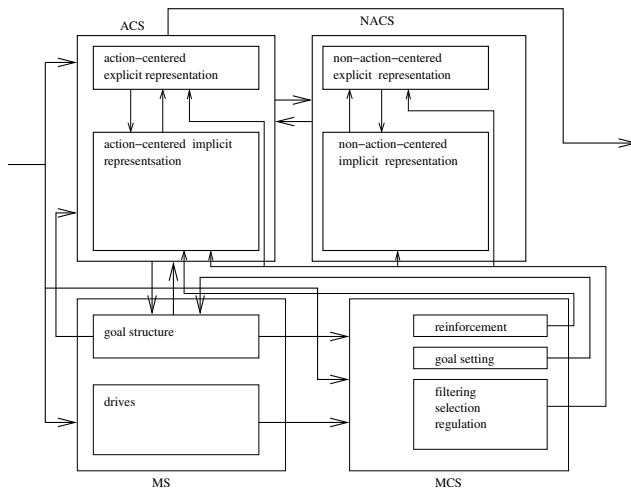 ACS
NACS
action−centered
explicit representation
non−action−centered
explicit representation
action−centered implicit
representsation
non−action−centered
implicit representation
goal structure
drives
reinforcement
goal setting
filtering
selection
regulation
MS
MCS